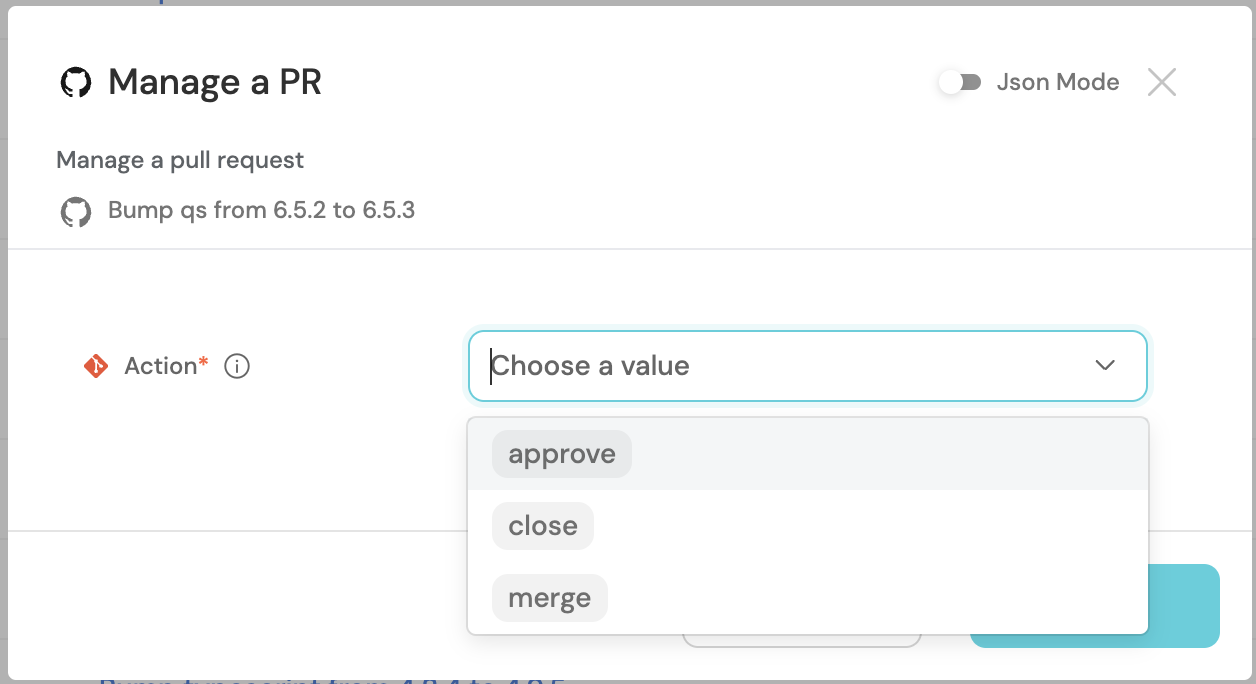 Manage a PR
Json Mode
Manage a pull request
Bump qs from 6.5.2 to 6.5.3
Action*
Choose a value
approve
close
merge